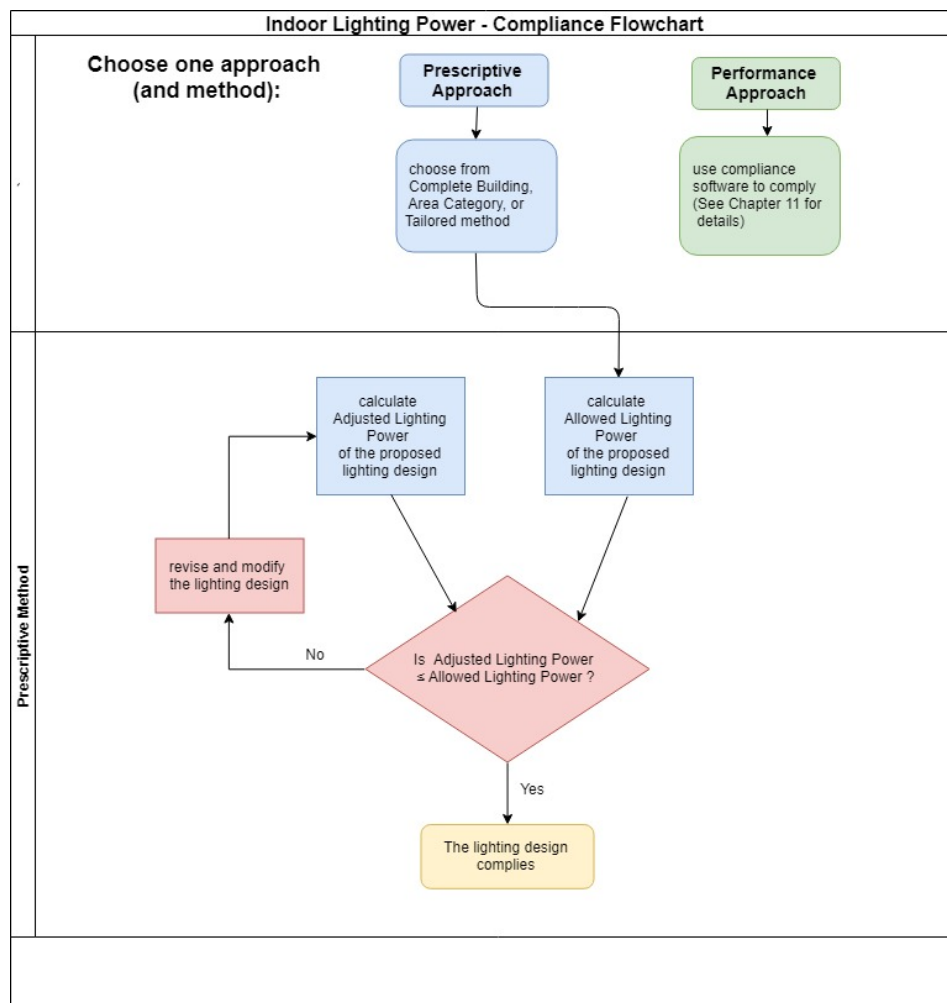 Indoor Lighting Power - Compliance Flowchart
Choose one approach
(and method):
Prescriptive
Approach
Performance
Approach
choose from
Complete Building,
Area Category, or
Tailored method
use compliance
software to comply
(See Chapter 11 for
details)
Prescriptive Method
calculate
Adjusted Lighting
Power
of the proposed
lighting design
calculate
Allowed Lighting
Power
of the proposed
lighting design
revise and modify
the lighting design
No
Is Adjusted Lighting Power
≤ Allowed Lighting Power ?
Yes
The lighting design
complies